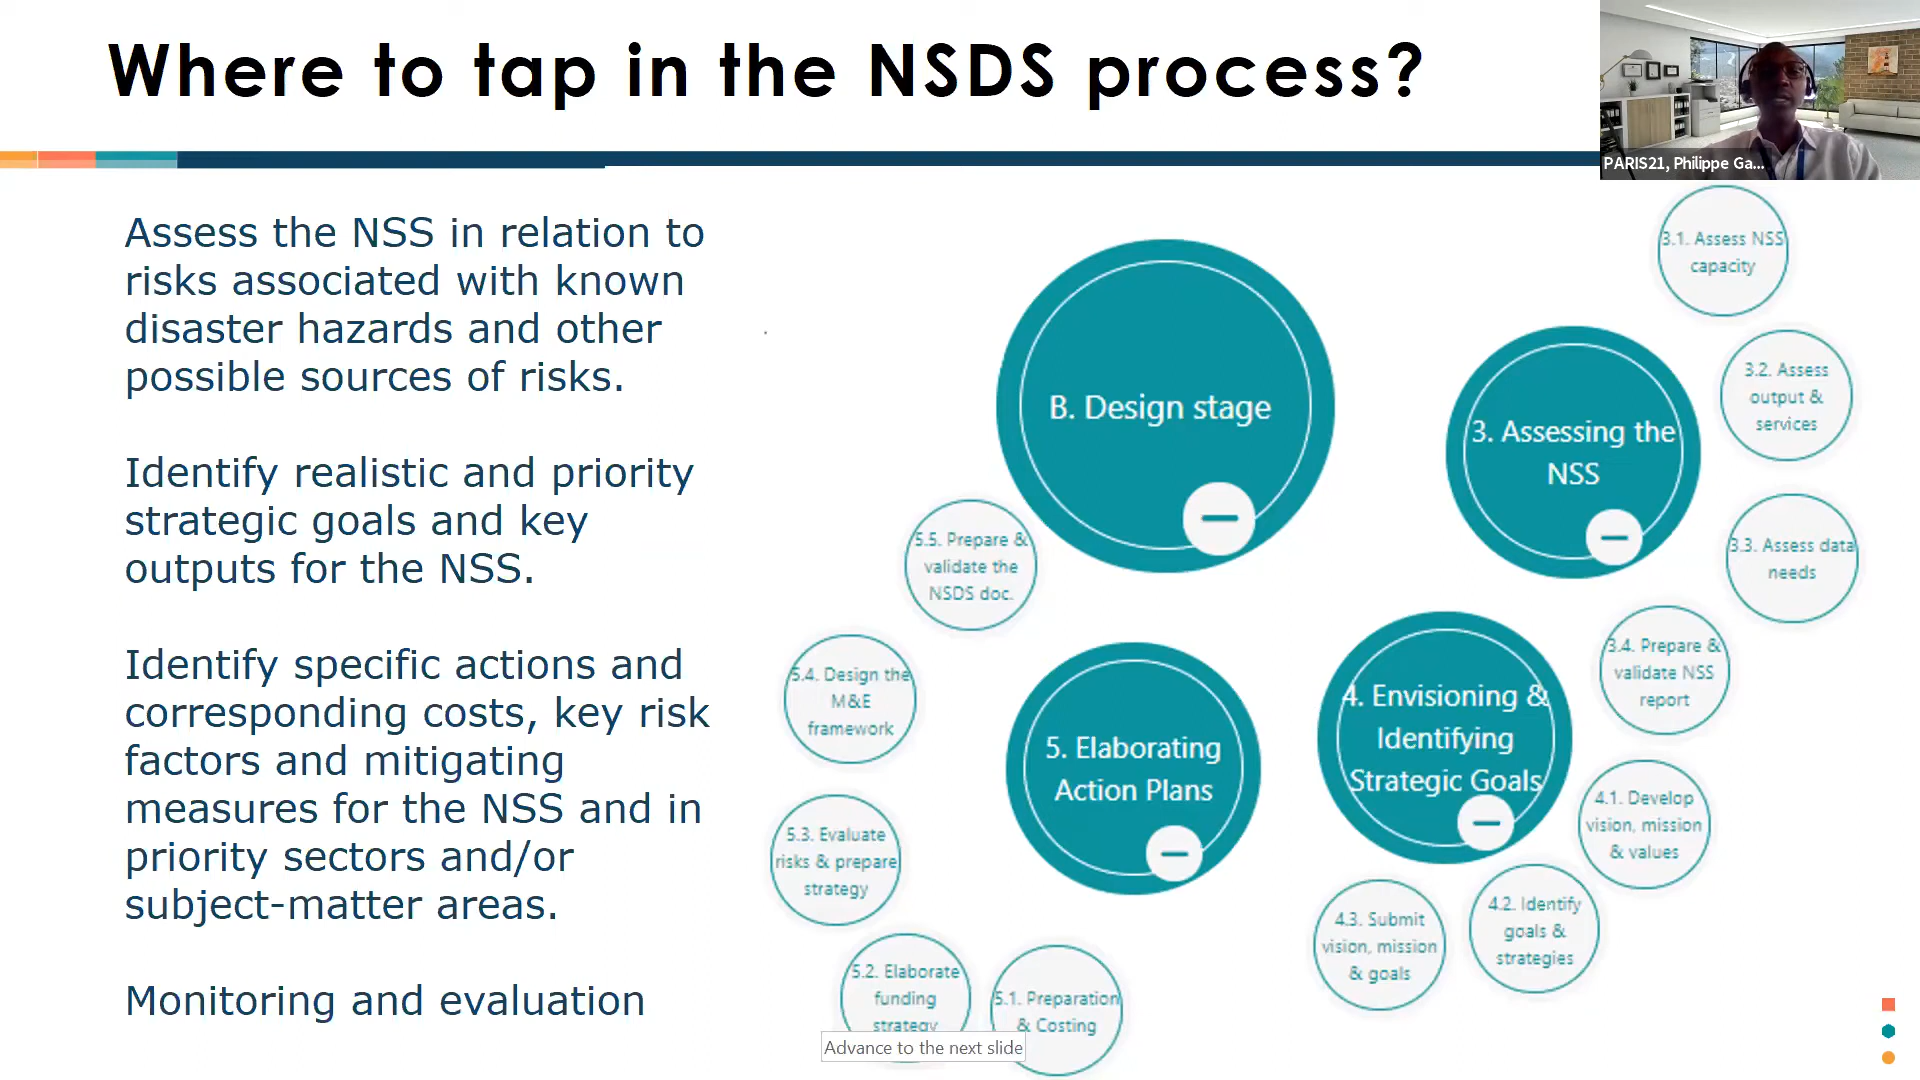 Where to tap in the NSDS process?
PARIS21, Philippe Ga...
Assess the NSS in relation to
risks associated with known
disaster hazards and other
possible sources of risks.
Identify realistic and priority
strategic goals and key
outputs for the NSS.
Identify specific actions and
corresponding costs, key risk
factors and mitigating
measures for the NSS and in
priority sectors and/or
subject-matter areas.
Monitoring and evaluation
B. Design stage
3. Assessing the
NSS
3.1. Assess NSS
capacity
3.2. Assess
output &
services
3.3. Assess data
needs
3.4. Prepare &
validate NSS
report
4. Envisioning &
Identifying
Strategic Goals
4.1. Develop
vision, mission
& values
4.2. Identify
goals &
strategies
4.3. Submit
vision, mission
& goals
5. Elaborating
Action Plans
5.1. Preparation
& Costing
5.2. Elaborate
funding
strategy
5.3. Evaluate
risks & prepare
strategy
5.4. Design the
M&E
framework
5.5. Prepare &
validate the
NSDS doc.
Advance to the next slide